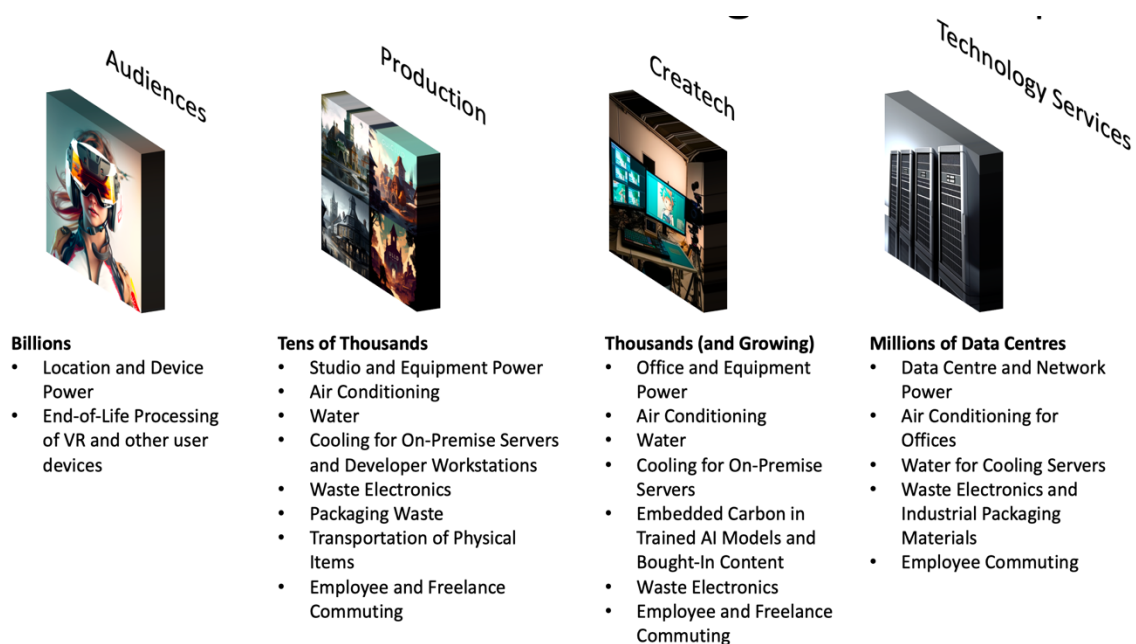 Audiences
Production
Createch
Technology Services
Billions
• Location and Device
Power
• End-of-Life Processing
of VR and other user
devices
Tens of Thousands
• Studio and Equipment Power
• Air Conditioning
• Water
• Cooling for On-Premise Servers
and Developer Workstations
• Waste Electronics
• Packaging Waste
• Transportation of Physical
Items
• Employee and Freelance
Commuting
Thousands (and Growing)
• Office and Equipment
Power
• Air Conditioning
• Water
• Cooling for On-Premise
Servers
• Embedded Carbon in
Trained AI Models and
Bought-In Content
• Waste Electronics
• Employee and Freelance
Commuting
Millions of Data Centres
• Data Centre and Network
Power
• Air Conditioning for
Offices
• Water for Cooling Servers
• Waste Electronics and
Industrial Packaging
Materials
• Employee Commuting